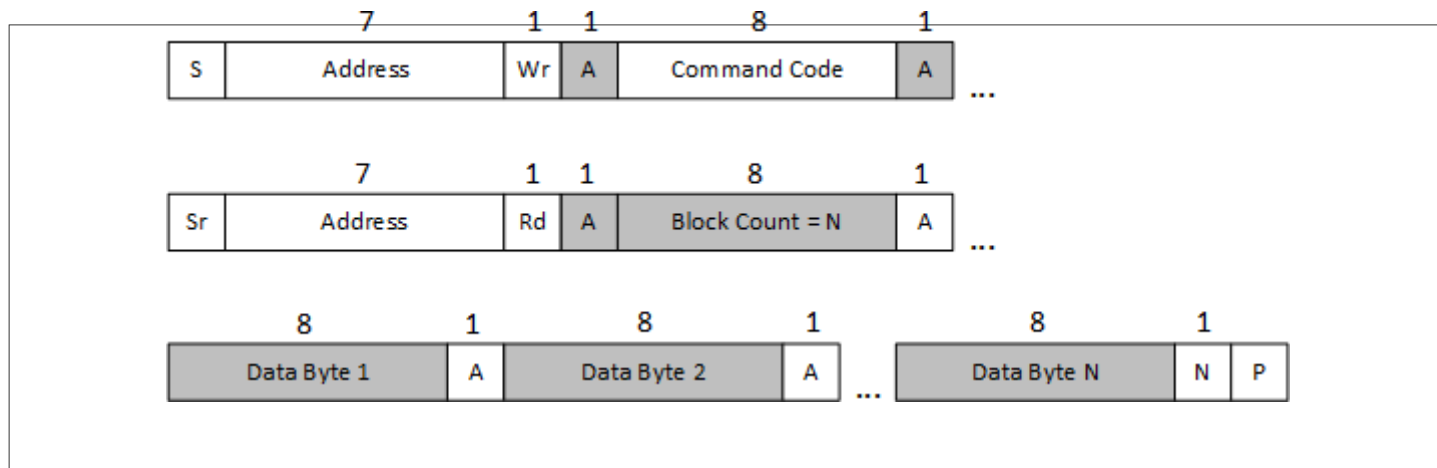 7 1 1 8 1
S Address Wr A Command Code A ...
7 1 1 8 1
Sr Address Rd A Block Count = N A ...
8 1 8 1 8 1
Data Byte 1 A Data Byte 2 A ... Data Byte N N P